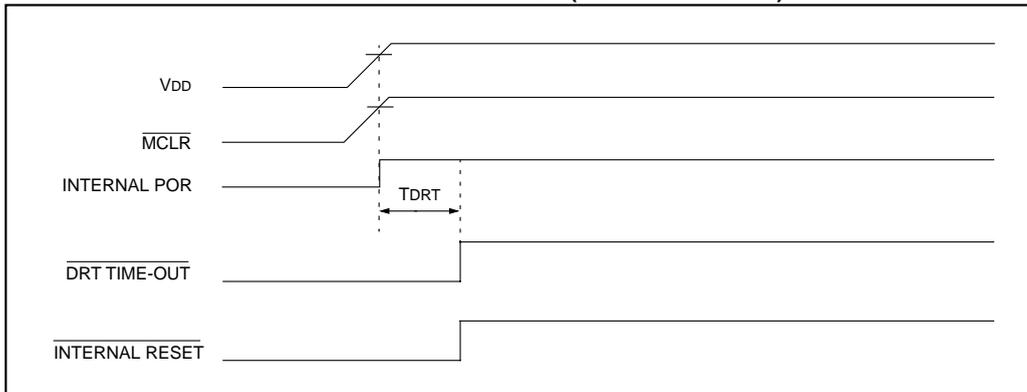 VDD
MCLR
INTERNAL POR
TDRT
DRT TIME-OUT
INTERNAL RESET